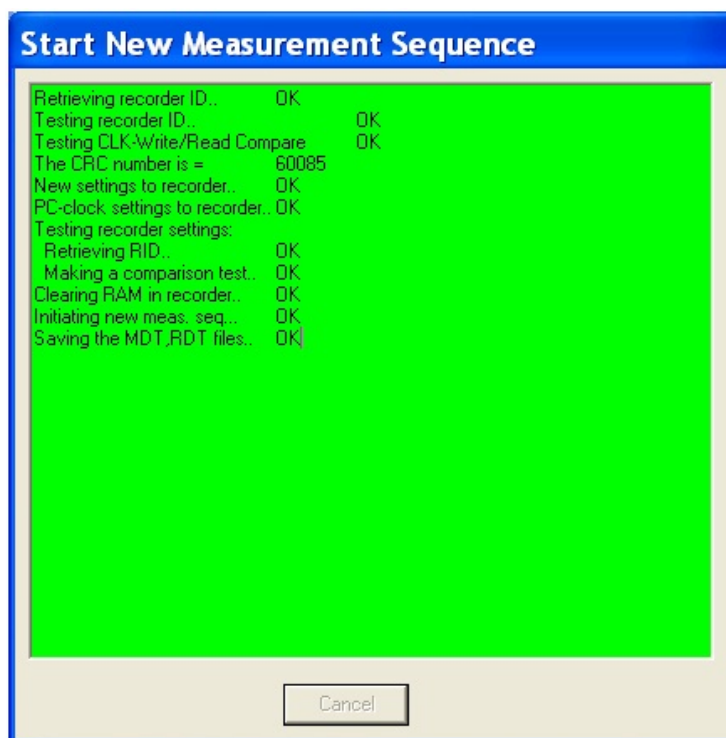 Start New Measurement Sequence
Retrieving recorder ID.. OK
Testing recorder ID.. OK
Testing CLK-Write/Read Compare OK
The CRC number is = 60085
New settings to recorder.. OK
PC-clock settings to recorder.. OK
Testing recorder settings:
Retrieving RID.. OK
Making a comparison test.. OK
Clearing RAM in recorder.. OK
Initiating new meas. seq... OK
Saving the MDT,RDT files.. OK
Cancel